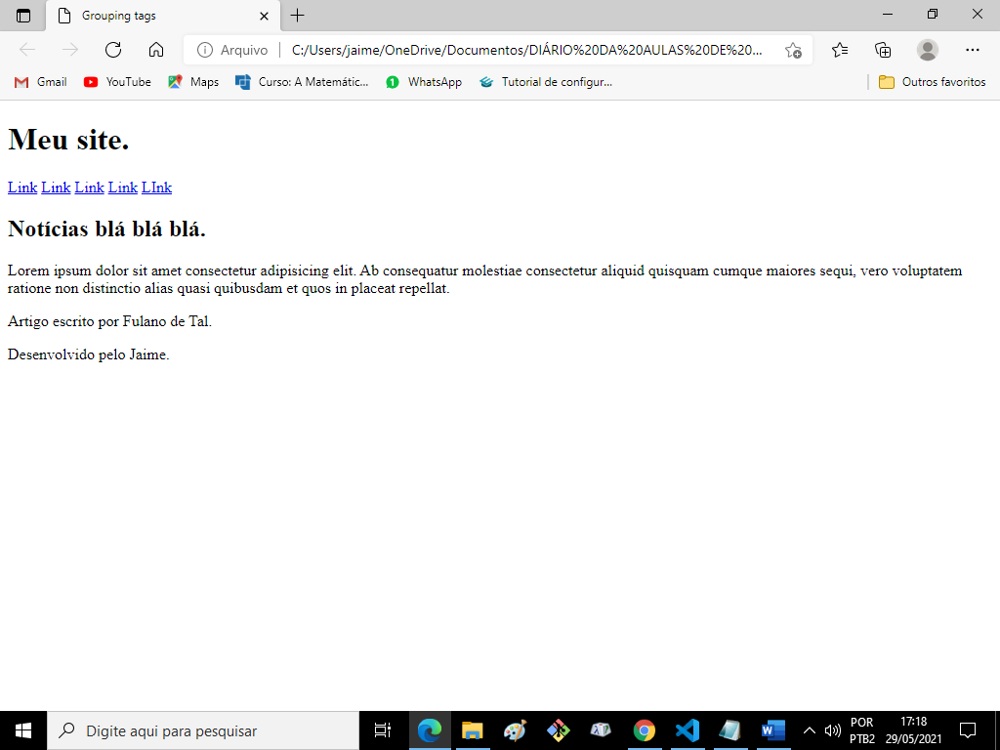 Grouping tags
Arquivo C:/Users/jaime/OneDrive/Documentos/DIÁRIO%20DA%20AULAS%20DE%20...
Gmail YouTube Maps Curso: A Matemátic... 1 WhatsApp Tutorial de configur... Outros favoritos
Meu site.
Link Link Link Link LInk
Notícias blá blá blá.
Lorem ipsum dolor sit amet consectetur adipisicing elit. Ab consequatur molestiae consectetur aliquid quisquam cumque maiores sequi, vero voluptatem
ratione non distinctio alias quasi quibusdam et quos in placeat repellat.
Artigo escrito por Fulano de Tal.
Desenvolvido pelo Jaime.
Digite aqui para pesquisar
POR 17:18
PTB2 29/05/2021